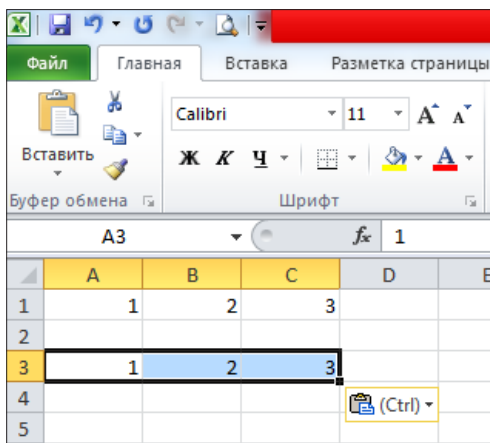 Файл Главная Вставка Разметка страницы
Calibri 11 А А
Вставить Ж К Ч А
Буфер обмена Шрифт
A3 fx 1
A B C D E
1 1 2 3
2
3 1 2 3
4 (Ctrl)
5